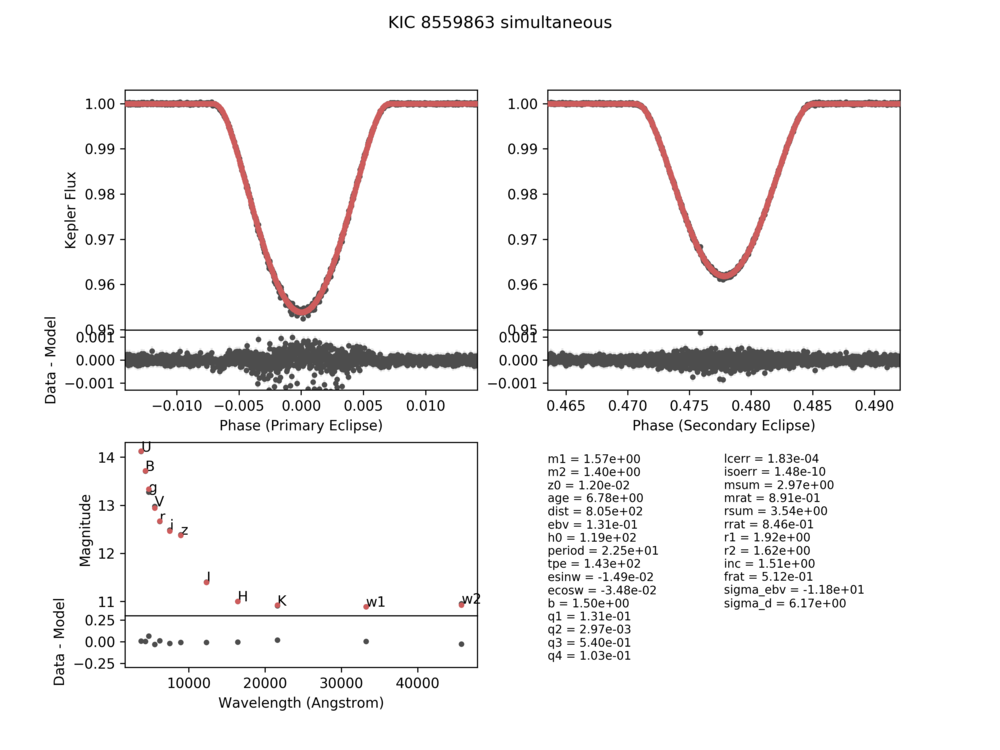 KIC 8559863 simultaneous
1.00
0.99
0.98
0.97
0.96
0.95
Kepler Flux
0.001
0.000
−0.001
Data - Model
−0.010 −0.005 0.000 0.005 0.010
Phase (Primary Eclipse)
1.00
0.99
0.98
0.97
0.96
0.95
0.001
0.000
−0.001
0.465 0.470 0.475 0.480 0.485 0.490
Phase (Secondary Eclipse)
14
13
12
11
Magnitude
U
B
g
V
r
i
z
J
H
K
w1
w2
0.25
0.00
−0.25
Data - Model
10000 20000 30000 40000
Wavelength (Angstrom)
m1 = 1.57e+00
m2 = 1.40e+00
z0 = 1.20e-02
age = 6.78e+00
dist = 8.05e+02
ebv = 1.31e-01
h0 = 1.19e+02
period = 2.25e+01
tpe = 1.43e+02
esinw = -1.49e-02
ecosw = -3.48e-02
b = 1.50e+00
q1 = 1.31e-01
q2 = 2.97e-03
q3 = 5.40e-01
q4 = 1.03e-01
lcerr = 1.83e-04
isoerr = 1.48e-10
msum = 2.97e+00
mrat = 8.91e-01
rsum = 3.54e+00
rrat = 8.46e-01
r1 = 1.92e+00
r2 = 1.62e+00
inc = 1.51e+00
frat = 5.12e-01
sigma_ebv = -1.18e+01
sigma_d = 6.17e+00